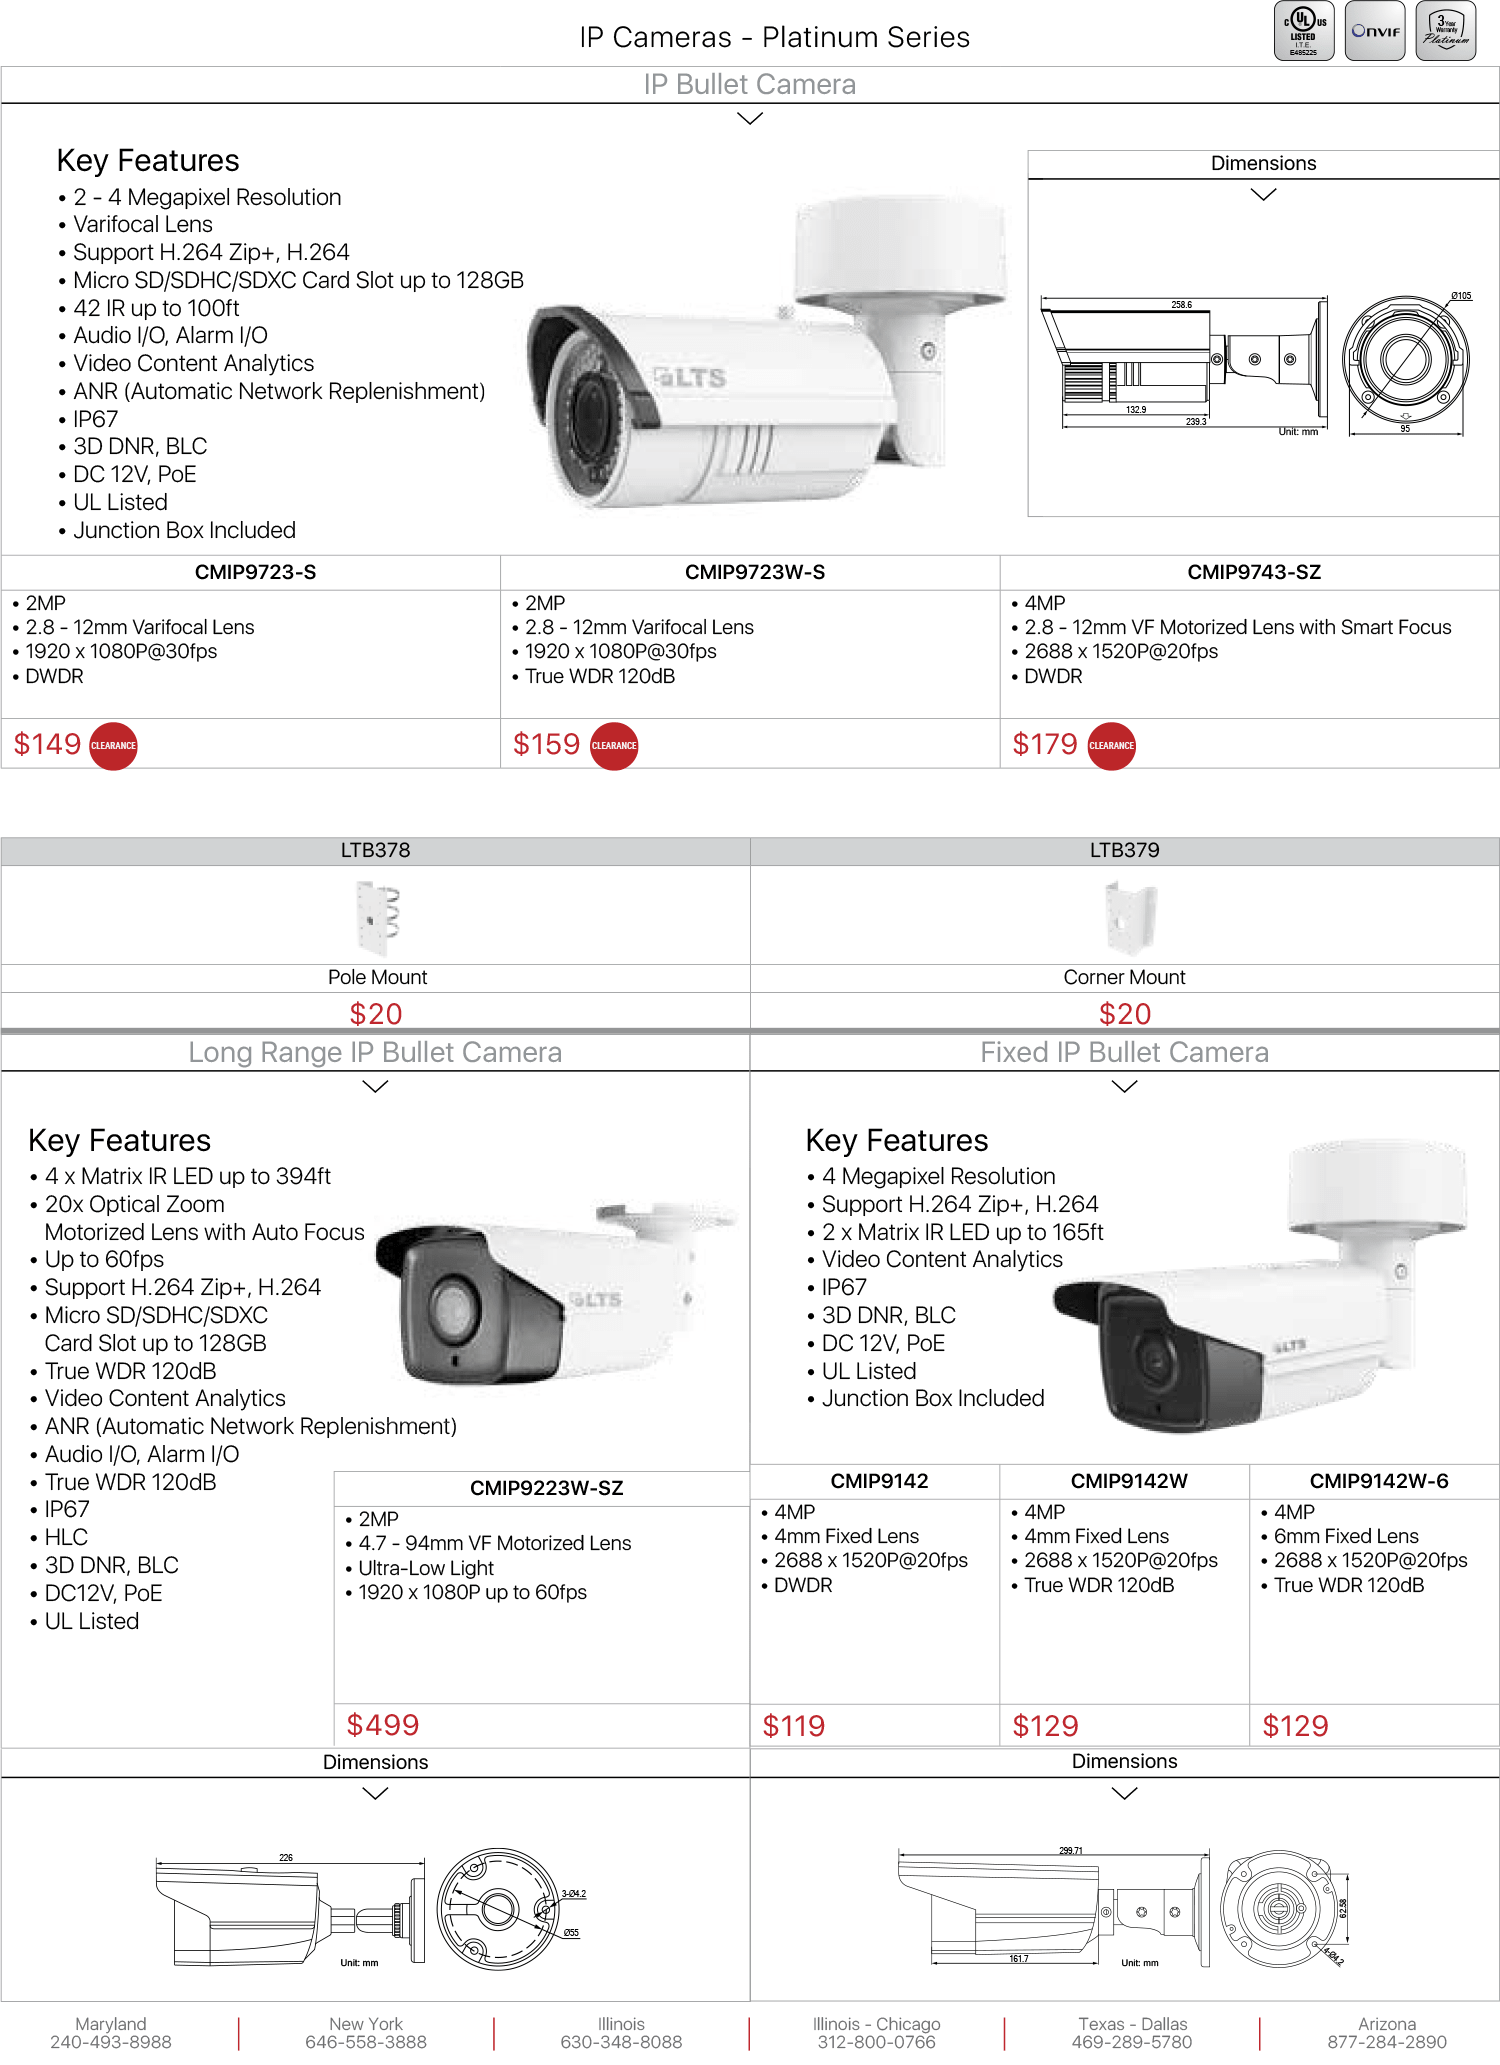 IP Cameras - Platinum Series
C UL US
LISTED
I.T.E.
E485225
ONVIF
3 Year
Warranty
Platinum
IP Bullet Camera
Key Features
• 2 - 4 Megapixel Resolution
• Varifocal Lens
• Support H.264 Zip+, H.264
• Micro SD/SDHC/SDXC Card Slot up to 128GB
• 42 IR up to 100ft
• Audio I/O, Alarm I/O
• Video Content Analytics
• ANR (Automatic Network Replenishment)
• IP67
• 3D DNR, BLC
• DC 12V, PoE
• UL Listed
• Junction Box Included
LTS
Dimensions
258.6
Ø105
132.9
239.3
Unit: mm
95
CMIP9723-S
• 2MP
• 2.8 - 12mm Varifocal Lens
• 1920 x 1080P@30fps
• DWDR
$149 CLEARANCE
CMIP9723W-S
• 2MP
• 2.8 - 12mm Varifocal Lens
• 1920 x 1080P@30fps
• True WDR 120dB
$159 CLEARANCE
CMIP9743-SZ
• 4MP
• 2.8 - 12mm VF Motorized Lens with Smart Focus
• 2688 x 1520P@20fps
• DWDR
$179 CLEARANCE
LTB378
Pole Mount
$20
LTB379
Corner Mount
$20
Long Range IP Bullet Camera
Key Features
• 4 x Matrix IR LED up to 394ft
• 20x Optical Zoom
Motorized Lens with Auto Focus
• Up to 60fps
• Support H.264 Zip+, H.264
• Micro SD/SDHC/SDXC
Card Slot up to 128GB
• True WDR 120dB
• Video Content Analytics
• ANR (Automatic Network Replenishment)
• Audio I/O, Alarm I/O
• True WDR 120dB
• IP67
• HLC
• 3D DNR, BLC
• DC12V, PoE
• UL Listed
LTS
CMIP9223W-SZ
• 2MP
• 4.7 - 94mm VF Motorized Lens
• Ultra-Low Light
• 1920 x 1080P up to 60fps
$499
Dimensions
226
3-Ø4.2
Ø55
Unit: mm
Fixed IP Bullet Camera
Key Features
• 4 Megapixel Resolution
• Support H.264 Zip+, H.264
• 2 x Matrix IR LED up to 165ft
• Video Content Analytics
• IP67
• 3D DNR, BLC
• DC 12V, PoE
• UL Listed
• Junction Box Included
LTS
CMIP9142
• 4MP
• 4mm Fixed Lens
• 2688 x 1520P@20fps
• DWDR
$119
CMIP9142W
• 4MP
• 4mm Fixed Lens
• 2688 x 1520P@20fps
• True WDR 120dB
$129
CMIP9142W-6
• 4MP
• 6mm Fixed Lens
• 2688 x 1520P@20fps
• True WDR 120dB
$129
Dimensions
299.71
62.58
161.7
Unit: mm
4-Ø4.2
Maryland
240-493-8988
New York
646-558-3888
Illinois
630-348-8088
Illinois - Chicago
312-800-0766
Texas - Dallas
469-289-5780
Arizona
877-284-2890